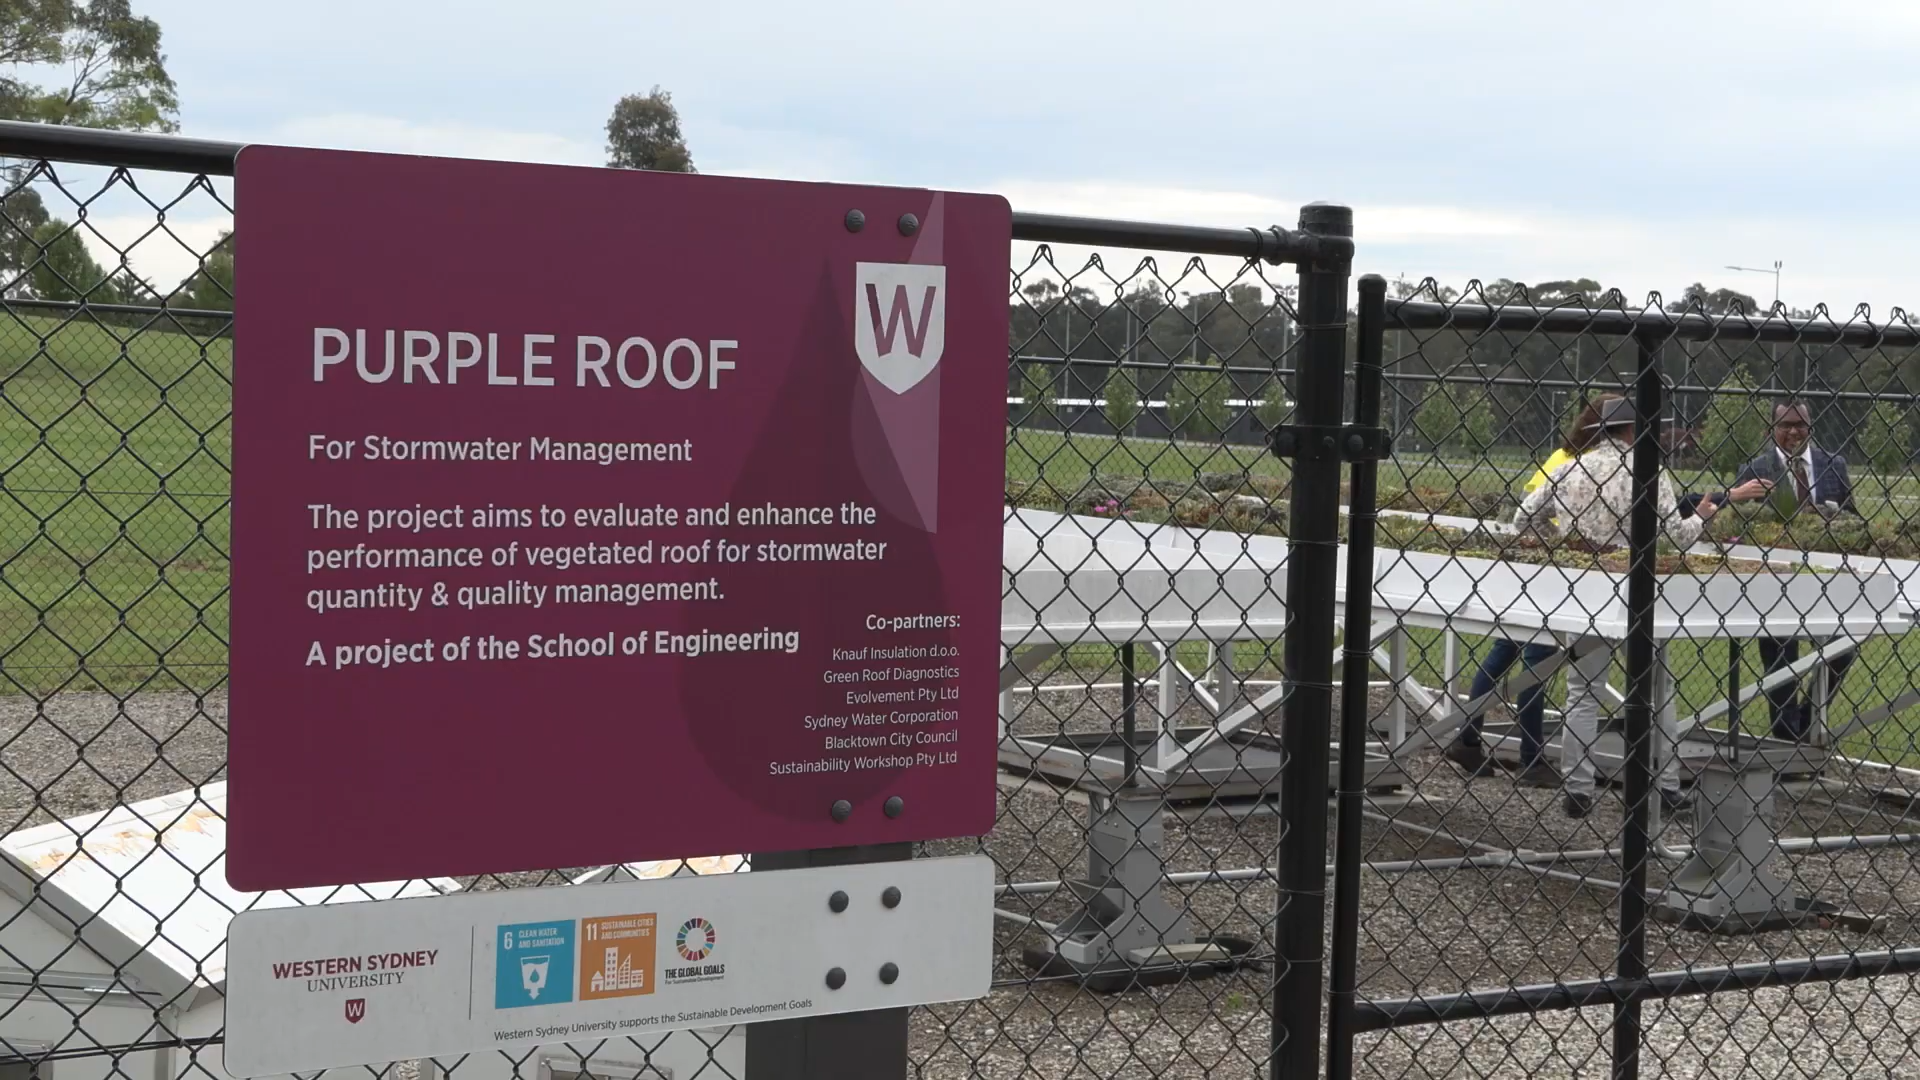 W
PURPLE ROOF
For Stormwater Management
The project aims to evaluate and enhance the
performance of vegetated roof for stormwater
quantity & quality management.
A project of the School of Engineering
Co-partners:
Knauf Insulation d.o.o.
Green Roof Diagnostics
Evolvement Pty Ltd
Sydney Water Corporation
Blacktown City Council
Sustainability Workshop Pty Ltd
WESTERN SYDNEY
UNIVERSITY
W
6 CLEAN WATER
AND SANITATION
11 SUSTAINABLE CITIES
AND COMMUNITIES
THE GLOBAL GOALS
For Sustainable Development
Western Sydney University supports the Sustainable Development Goals